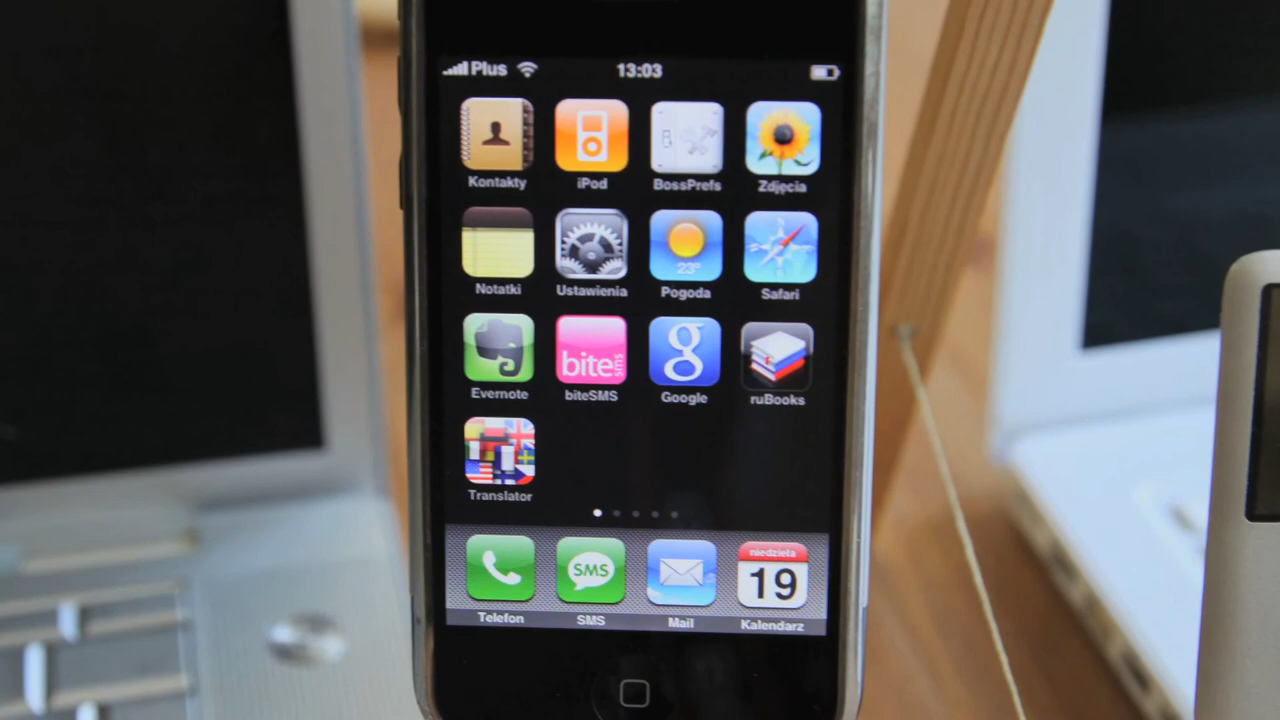 Plus 13:03
Kontakty iPod BossPrefs Zdjęcia
23°
Notatki Ustawienia Pogoda Safari
bite sms g
Evernote biteSMS Google ruBooks
Translator
SMS niedziela 19
Telefon SMS Mail Kalendarz